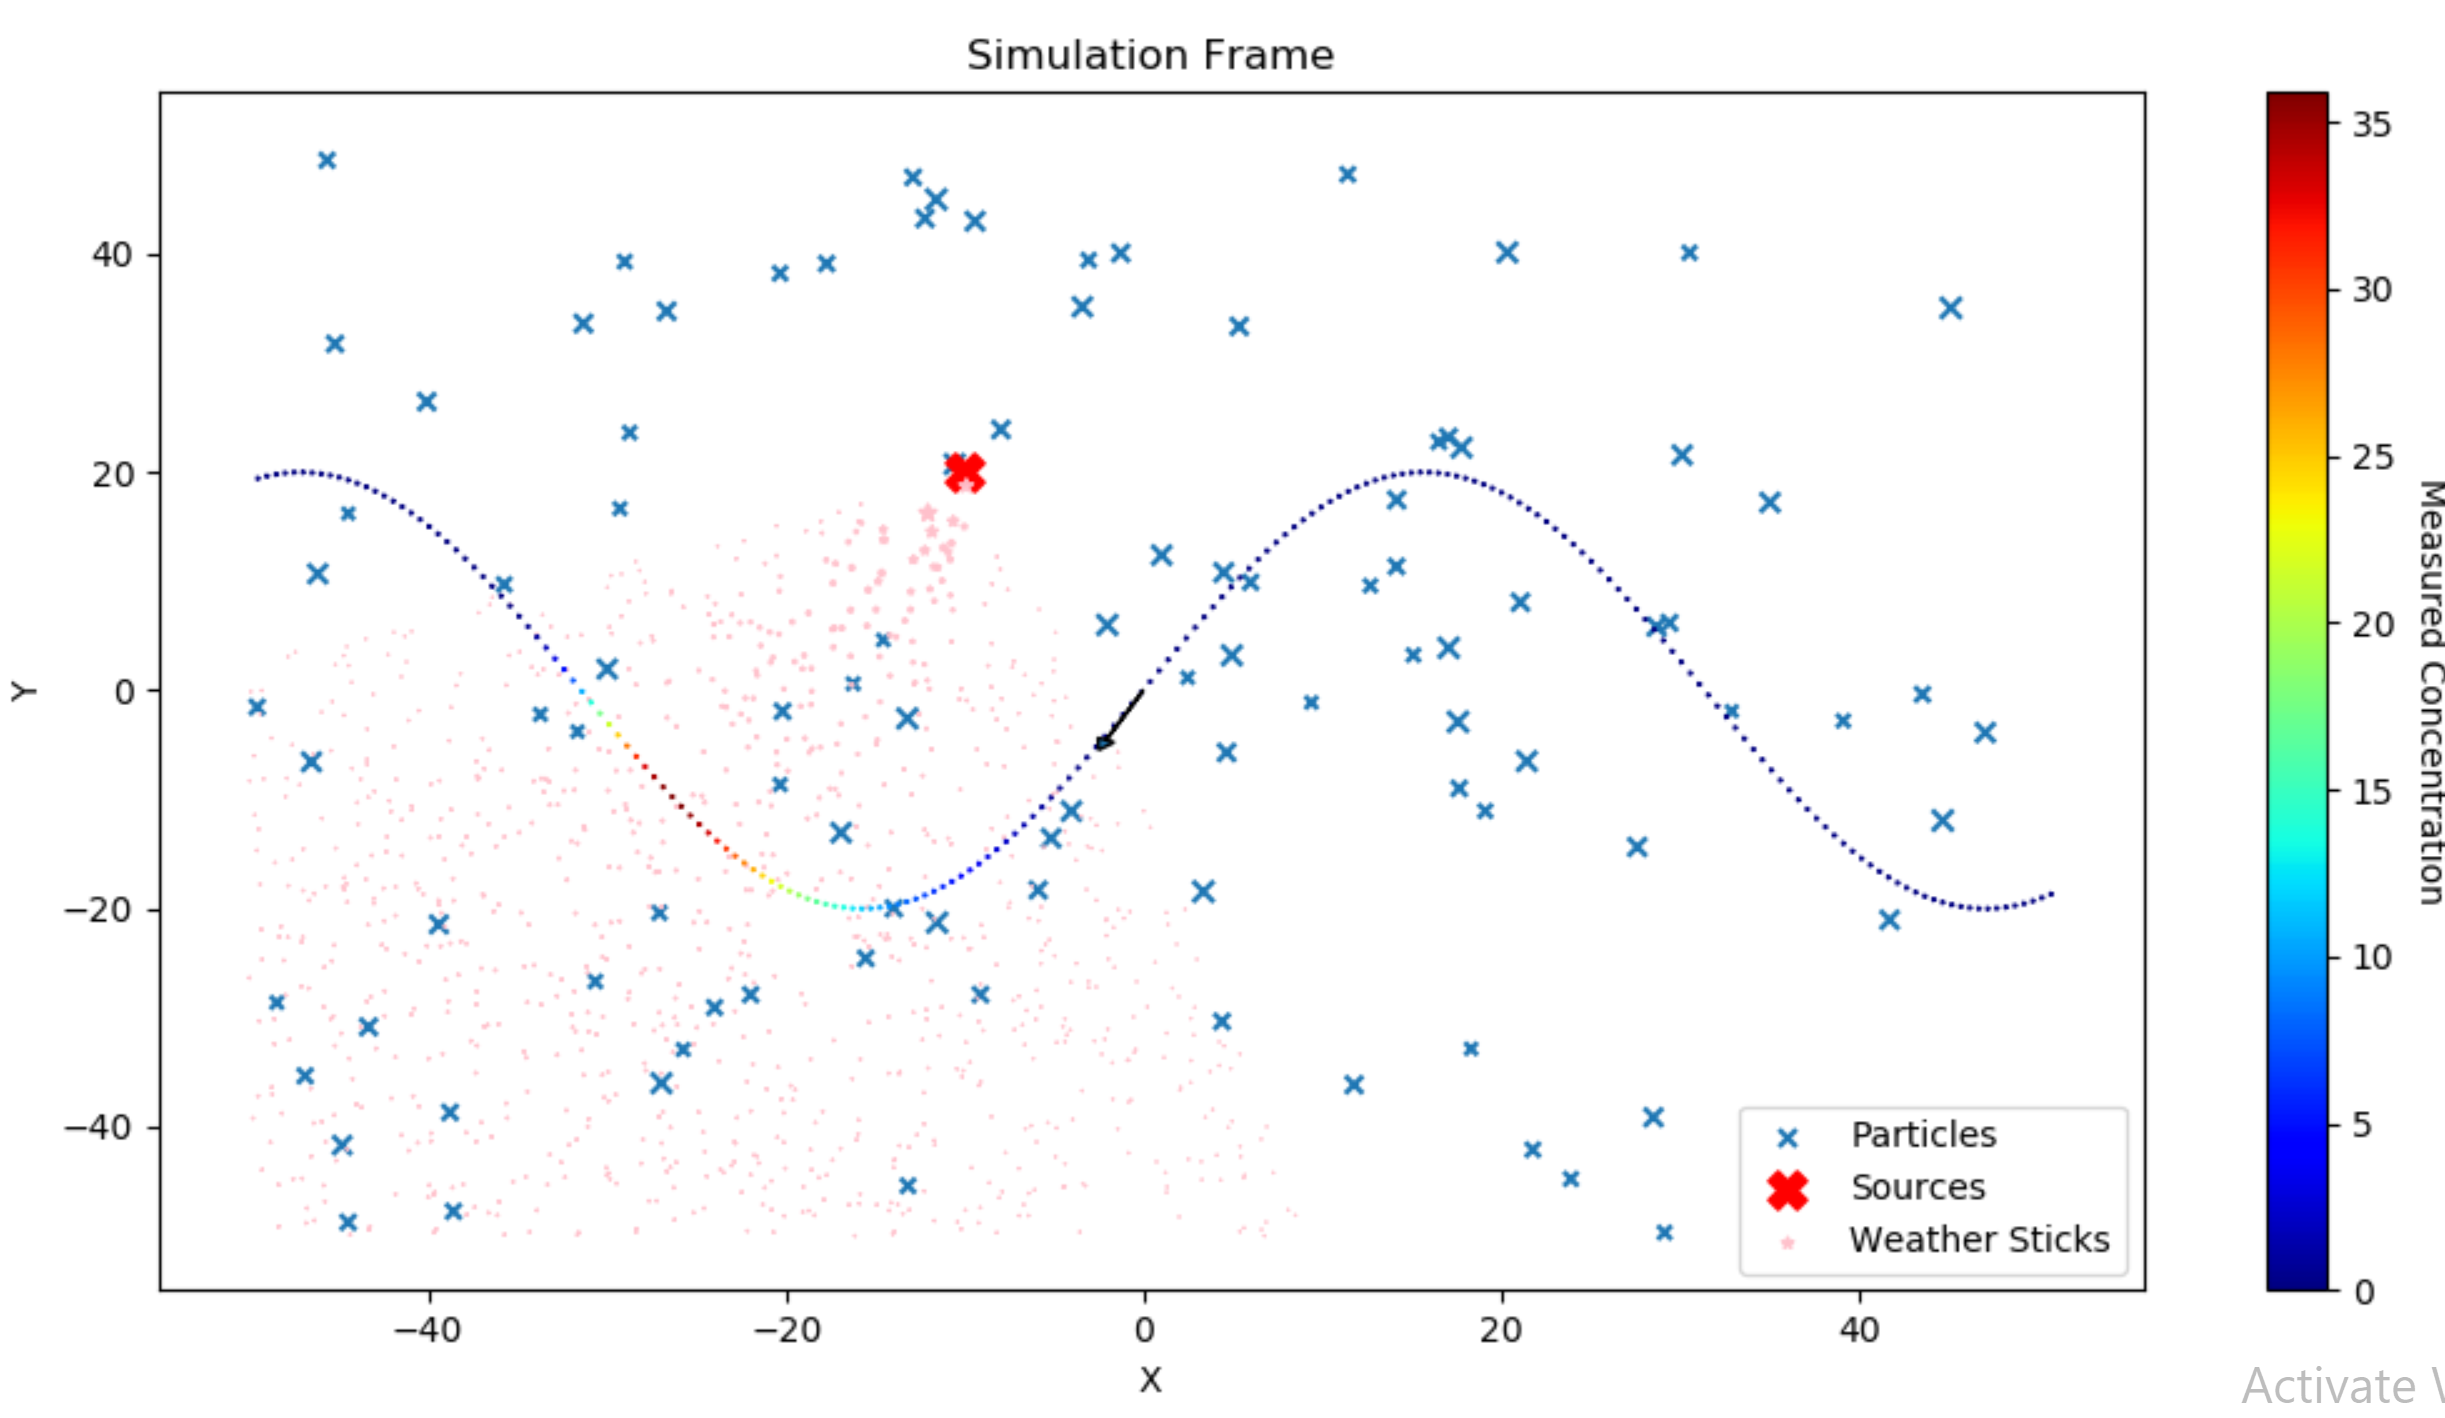 Simulation Frame
40
20
0
−20
−40
Y
−40
−20
0
20
40
X
Particles
Sources
Weather Sticks
35
30
25
20
15
10
5
0
Measured Concentration
Activate